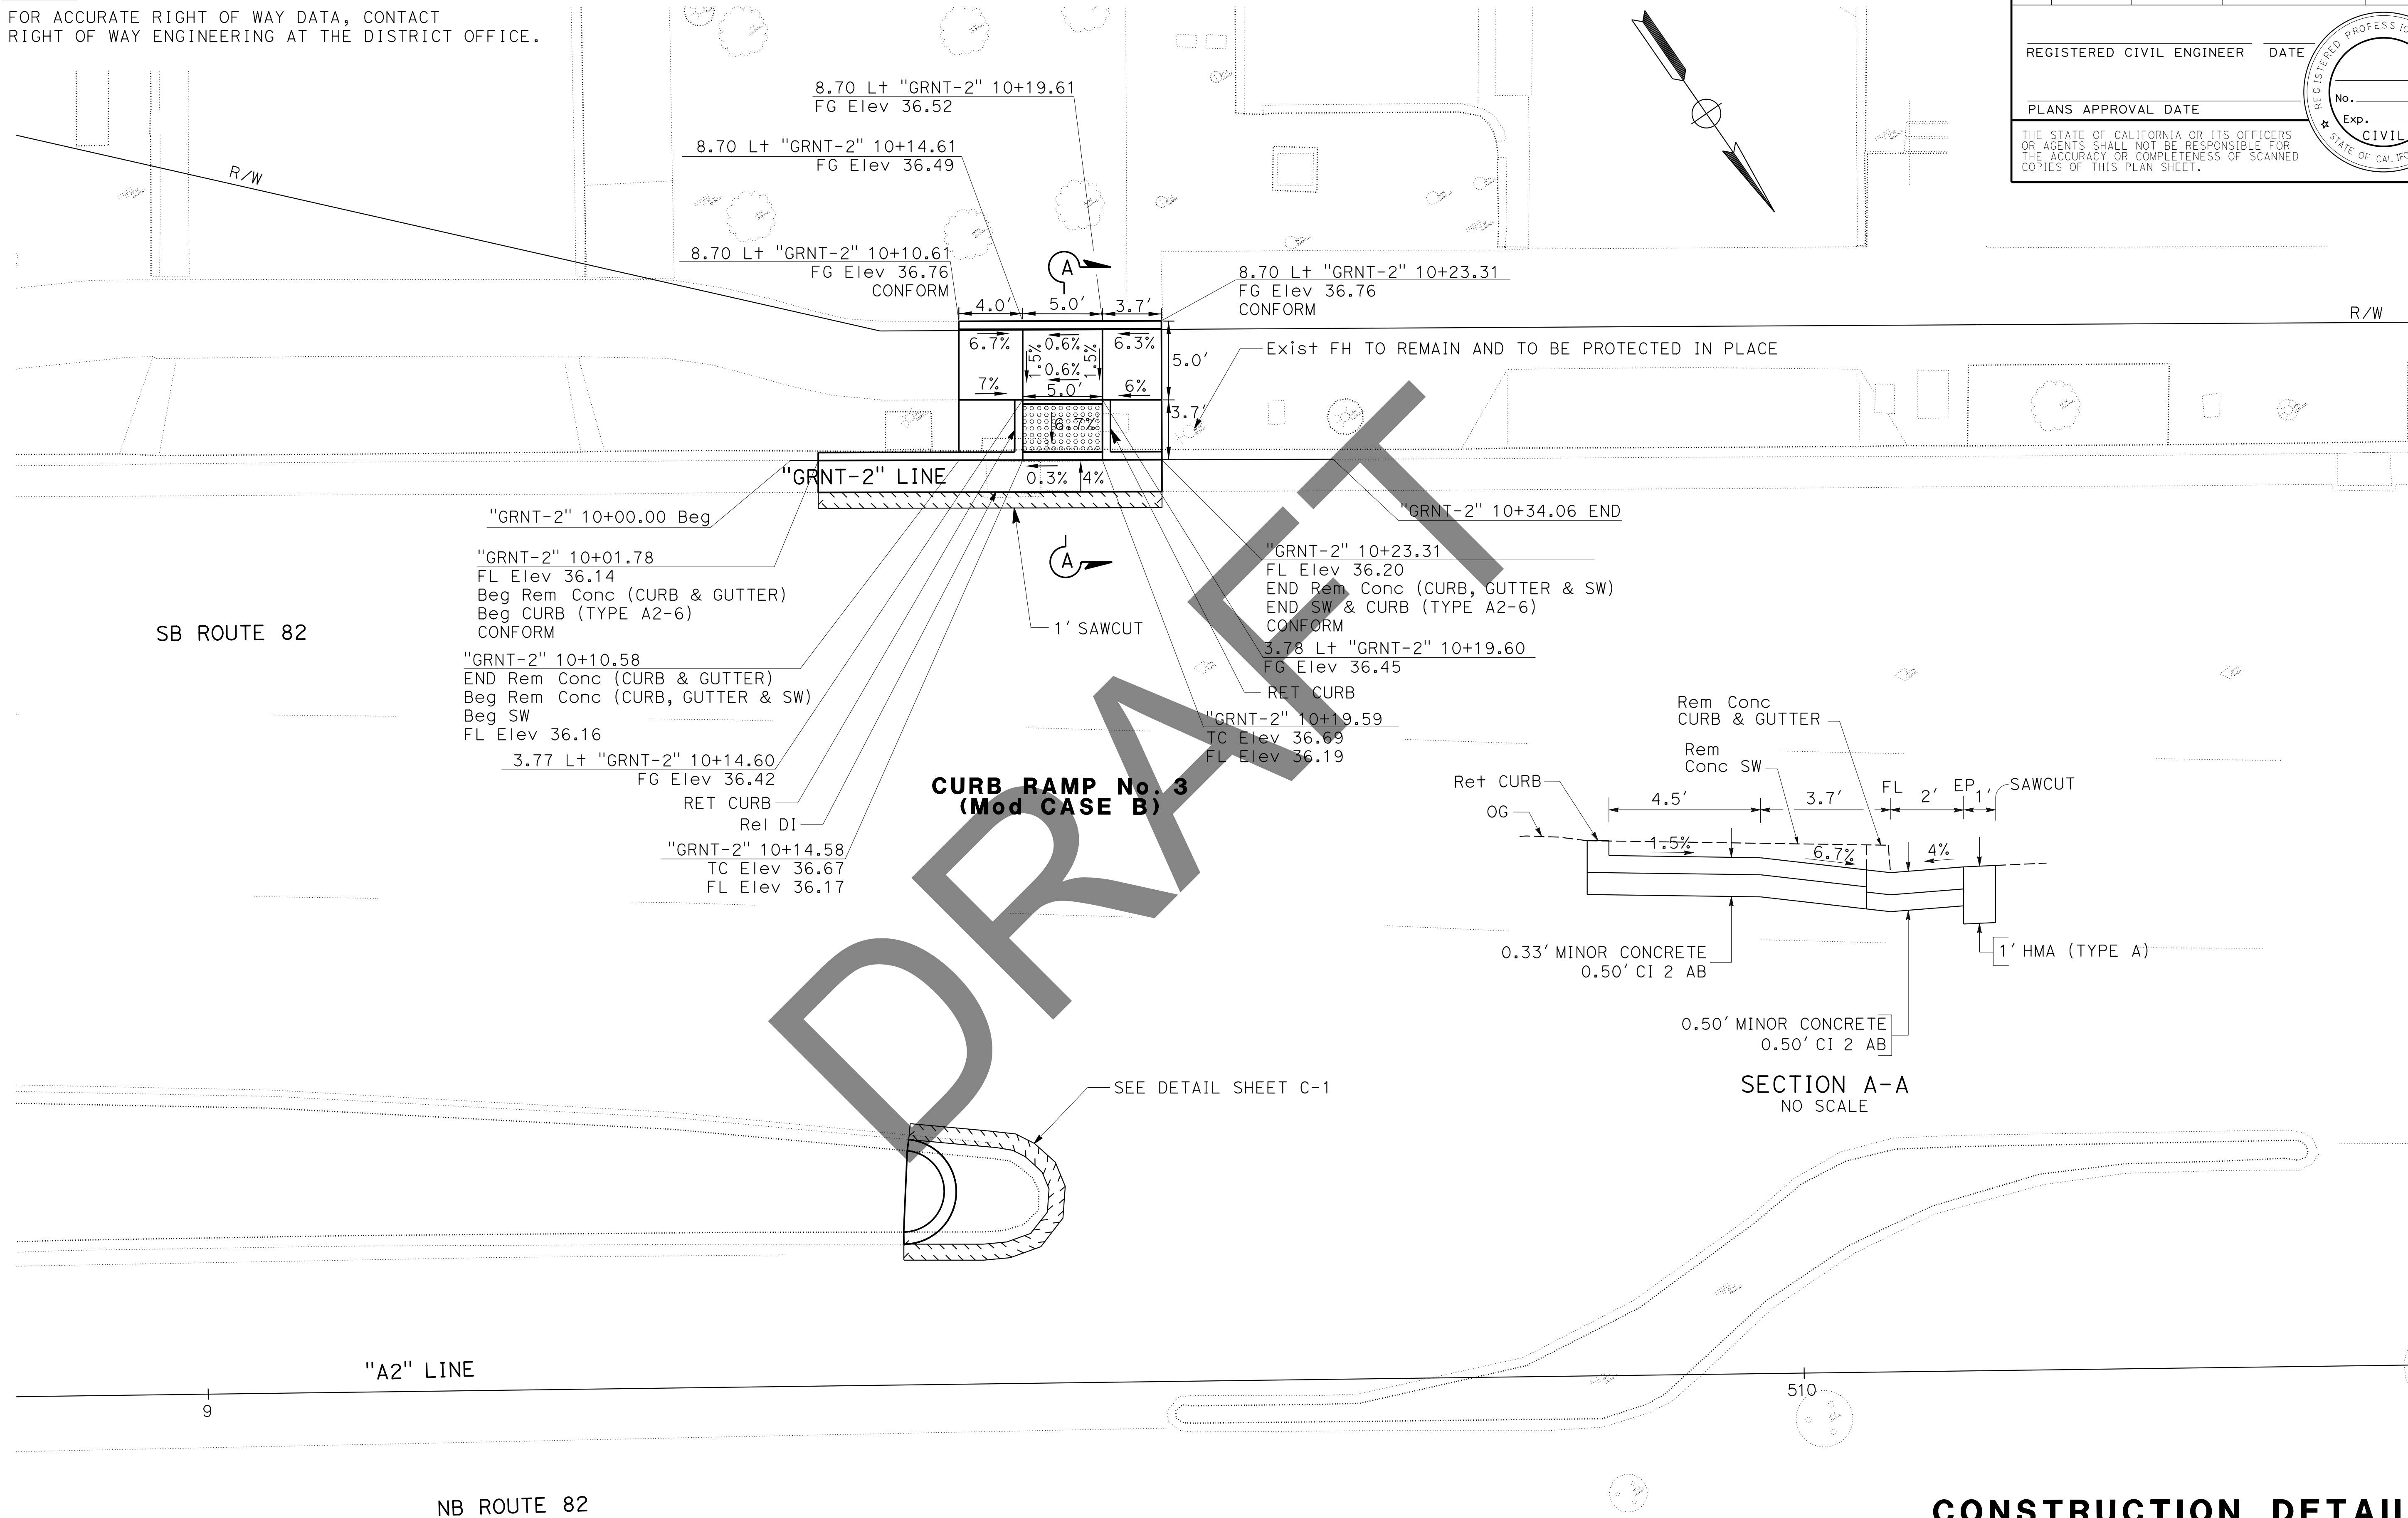 FOR ACCURATE RIGHT OF WAY DATA, CONTACT
RIGHT OF WAY ENGINEERING AT THE DISTRICT OFFICE.
REGISTERED CIVIL ENGINEER DATE
PLANS APPROVAL DATE
THE STATE OF CALIFORNIA OR ITS OFFICERS
OR AGENTS SHALL NOT BE RESPONSIBLE FOR
THE ACCURACY OR COMPLETENESS OF SCANNED
COPIES OF THIS PLAN SHEET.
REGISTERED
No.
Exp.
CIVIL
STATE OF
R/W
8.70 Lt "GRNT-2" 10+19.61
FG Elev 36.52
8.70 Lt "GRNT-2" 10+14.61
FG Elev 36.49
8.70 Lt "GRNT-2" 10+10.61
FG Elev 36.76
CONFORM
A
8.70 Lt "GRNT-2" 10+23.31
FG Elev 36.76
CONFORM
R/W
4.0' 5.0' 3.7'
6.7% 0.6% 6.3%
1.5% 1.5%
5.0'
0.6%
7% 5.0' 6%
3.7'
6.7%
0.3% 4%
Exist FH TO REMAIN AND TO BE PROTECTED IN PLACE
"GRNT-2" LINE
"GRNT-2" 10+00.00 Beg
"GRNT-2" 10+34.06 END
"GRNT-2" 10+01.78
FL Elev 36.14
Beg Rem Conc (CURB & GUTTER)
Beg CURB (TYPE A2-6)
CONFORM
A
"GRNT-2" 10+23.31
FL Elev 36.20
END Rem Conc (CURB, GUTTER & SW)
END SW & CURB (TYPE A2-6)
CONFORM
1' SAWCUT
SB ROUTE 82
"GRNT-2" 10+10.58
END Rem Conc (CURB & GUTTER)
Beg Rem Conc (CURB, GUTTER & SW)
Beg SW
FL Elev 36.16
3.78 Lt "GRNT-2" 10+19.60
FG Elev 36.45
RET CURB
"GRNT-2" 10+19.59
TC Elev 36.69
FL Elev 36.19
3.77 Lt "GRNT-2" 10+14.60
FG Elev 36.42
RET CURB
Rel DI
"GRNT-2" 10+14.58
TC Elev 36.67
FL Elev 36.17
CURB RAMP No. 3
(Mod CASE B)
DRAFT
Rem Conc
CURB & GUTTER
Rem
Conc SW
Ret CURB
OG
4.5' 3.7' FL 2' EP 1' SAWCUT
1.5% 6.7% 4%
0.33' MINOR CONCRETE
0.50' Cl 2 AB
1' HMA (TYPE A)
0.50' MINOR CONCRETE
0.50' Cl 2 AB
SECTION A-A
NO SCALE
SEE DETAIL SHEET C-1
"A2" LINE
9
510
NB ROUTE 82
CONSTRUCTION DETAIL